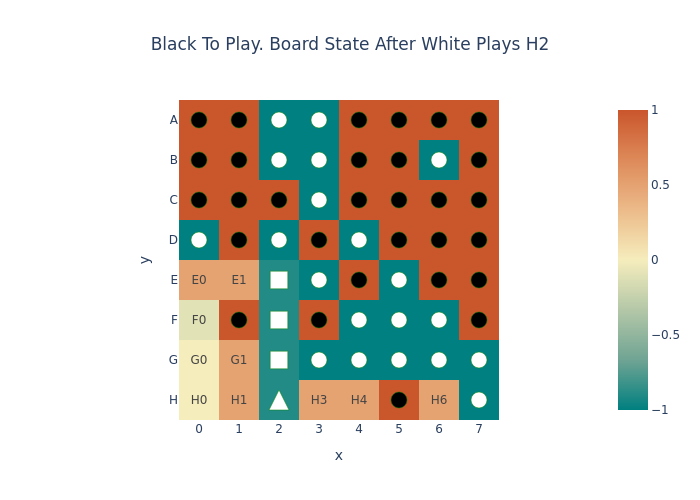 Black To Play. Board State After White Plays H2
A
B
C
D
E E0 E1
F F0
G G0 G1
H H0 H1 H3 H4 H6
0 1 2 3 4 5 6 7
x
y
1
0.5
0
−0.5
−1